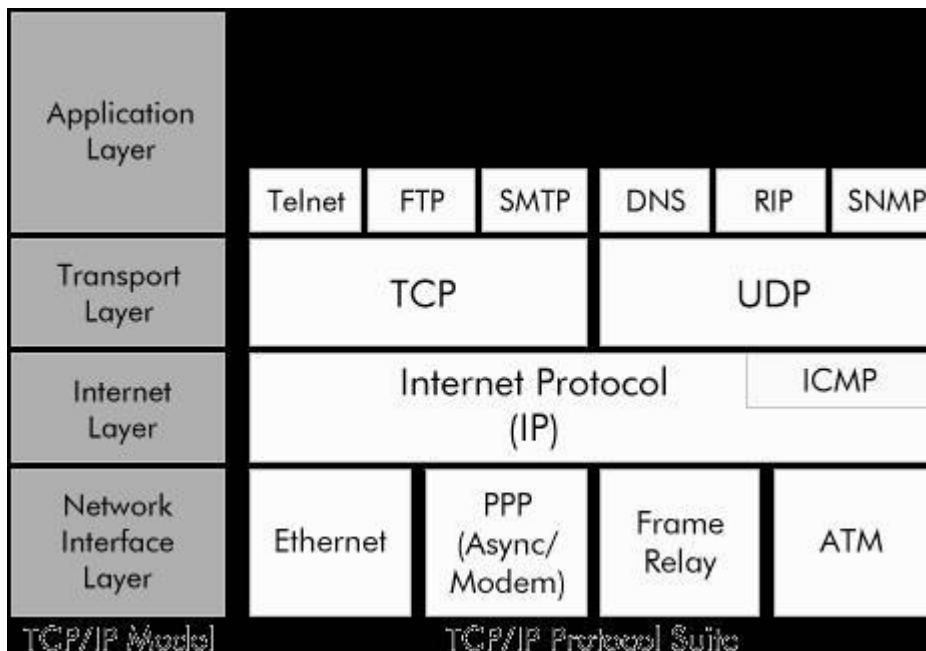 Application
Layer
Telnet
FTP
SMTP
DNS
RIP
SNMP
Transport
Layer
TCP
UDP
Internet
Layer
Internet Protocol
(IP)
ICMP
Network
Interface
Layer
Ethernet
PPP
(Async/
Modem)
Frame
Relay
ATM
TCP/IP Model
TCP/IP Protocol Suite